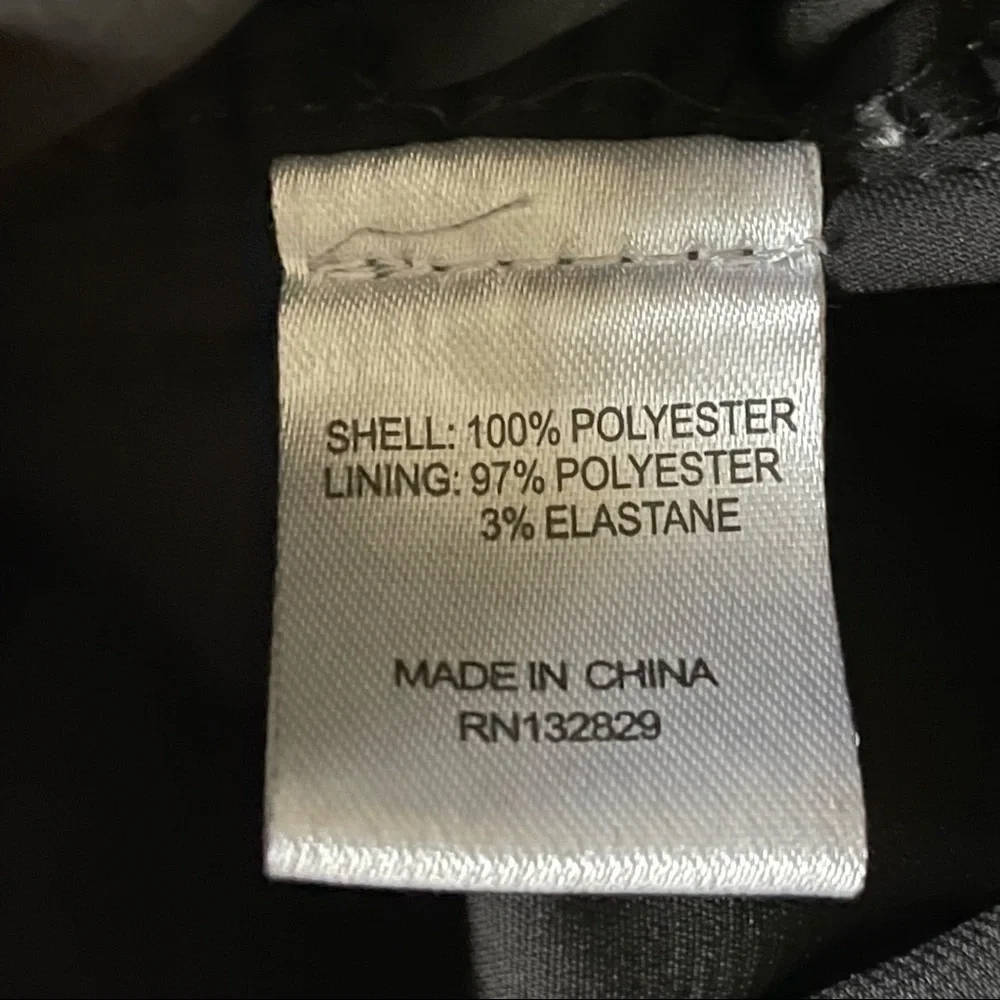 SHELL: 100% POLYESTER
LINING: 97% POLYESTER
3% ELASTANE
MADE IN CHINA
RN132829